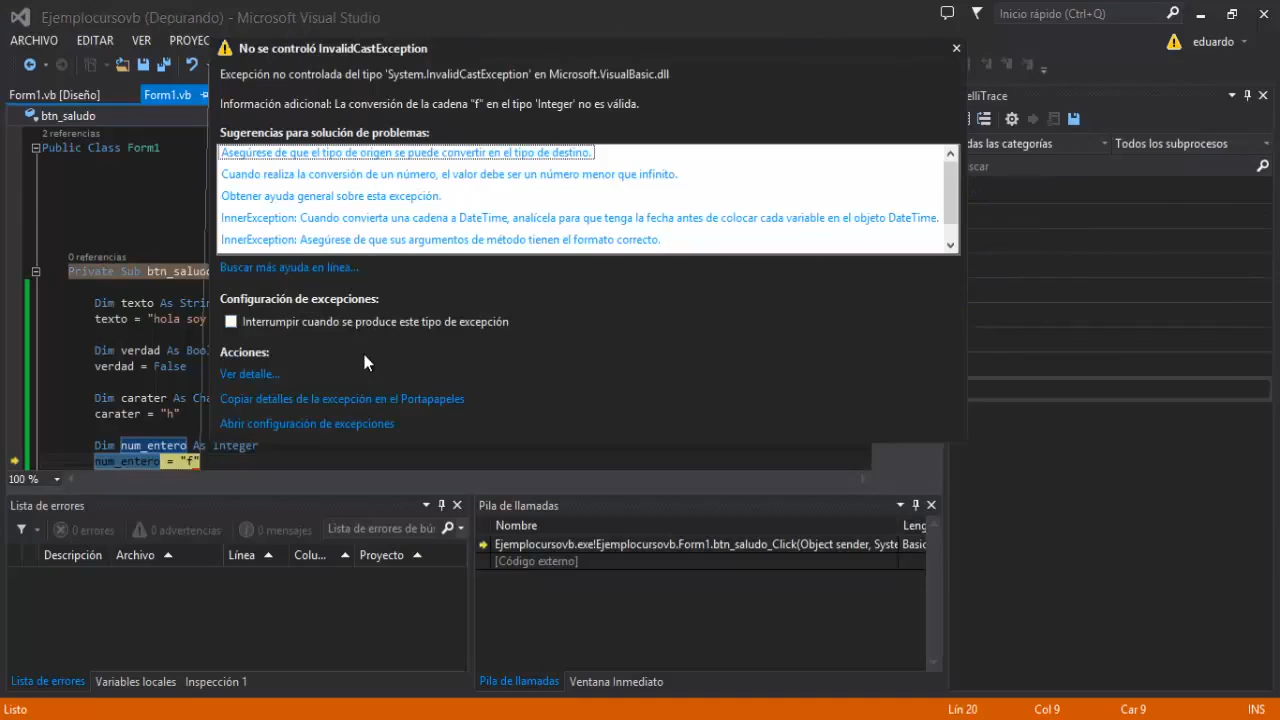 Ejemplocursovb (Depurando) - Microsoft Visual Studio
Inicio rápido (Ctrl+Q)
ARCHIVO EDITAR VER PROYEC
eduardo
No se controló InvalidCastException
Excepción no controlada del tipo 'System.InvalidCastException' en Microsoft.VisualBasic.dll
Información adicional: La conversión de la cadena "f" en el tipo 'Integer' no es válida.
Sugerencias para solución de problemas:
Asegúrese de que el tipo de origen se puede convertir en el tipo de destino.
Cuando realiza la conversión de un número, el valor debe ser un número menor que infinito.
Obtener ayuda general sobre esta excepción.
InnerException: Cuando convierta una cadena a DateTime, analícela para que tenga la fecha antes de colocar cada variable en el objeto DateTime.
InnerException: Asegúrese de que sus argumentos de método tienen el formato correcto.
Buscar más ayuda en línea...
Configuración de excepciones:
Interrumpir cuando se produce este tipo de excepción
Acciones:
Ver detalle...
Copiar detalles de la excepción en el Portapapeles
Abrir configuración de excepciones
Form1.vb [Diseño] Form1.vb
btn_saludo
2 referencias
Public Class Form1
0 referencias
Private Sub btn_saludo
Dim texto As Strin
texto = "hola soy
Dim verdad As Bool
verdad = False
Dim carater As Cha
carater = "h"
Dim num_entero As Integer
num_entero = "f"
100 %
elliTrace
das las categorías Todos los subprocesos
scar
Lista de errores
0 errores 0 advertencias 0 mensajes Lista de errores de bú
Descripción Archivo Línea Colu... Proyecto
Lista de errores Variables locales Inspección 1
Pila de llamadas
Nombre Leng
Ejemplocursovb.exe!Ejemplocursovb.Form1.btn_saludo_Click(Object sender, Syste Basic
[Código externo]
Pila de llamadas Ventana Inmediato
Listo Lín 20 Col 9 Car 9 INS